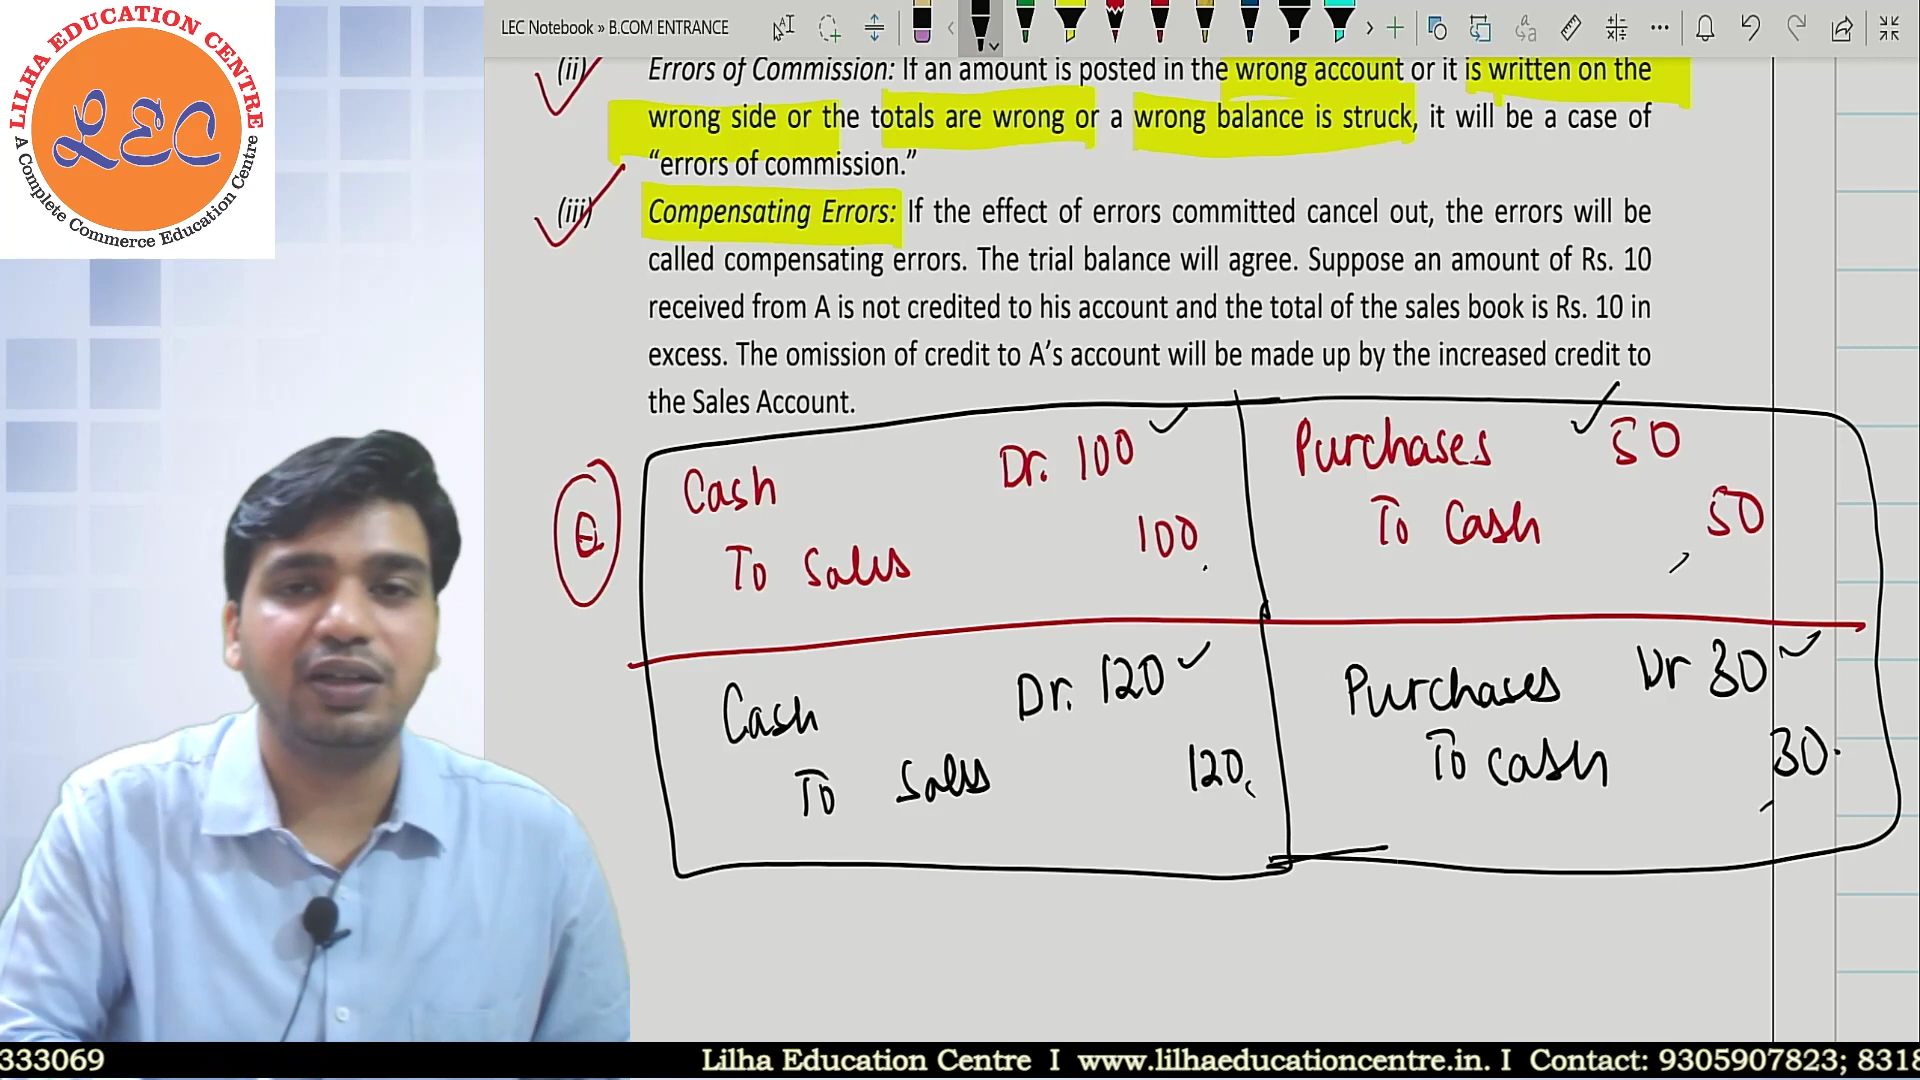 LILHA EDUCATION CENTRE
LEC
A Complete Commerce Education Centre
LEC Notebook » B.COM ENTRANCE
(ii) Errors of Commission: If an amount is posted in the wrong account or it is written on the
wrong side or the totals are wrong or a wrong balance is struck, it will be a case of
“errors of commission.”
(iii) Compensating Errors: If the effect of errors committed cancel out, the errors will be
called compensating errors. The trial balance will agree. Suppose an amount of Rs. 10
received from A is not credited to his account and the total of the sales book is Rs. 10 in
excess. The omission of credit to A’s account will be made up by the increased credit to
the Sales Account.
Cash Dr. 100
To Sales 100
Purchases 50
To Cash 50
Cash Dr. 120
To Sales 120
Purchases Dr 30
To cash 30
333069 Lilha Education Centre I www.lilhaeducationcentre.in. I Contact: 9305907823; 8318